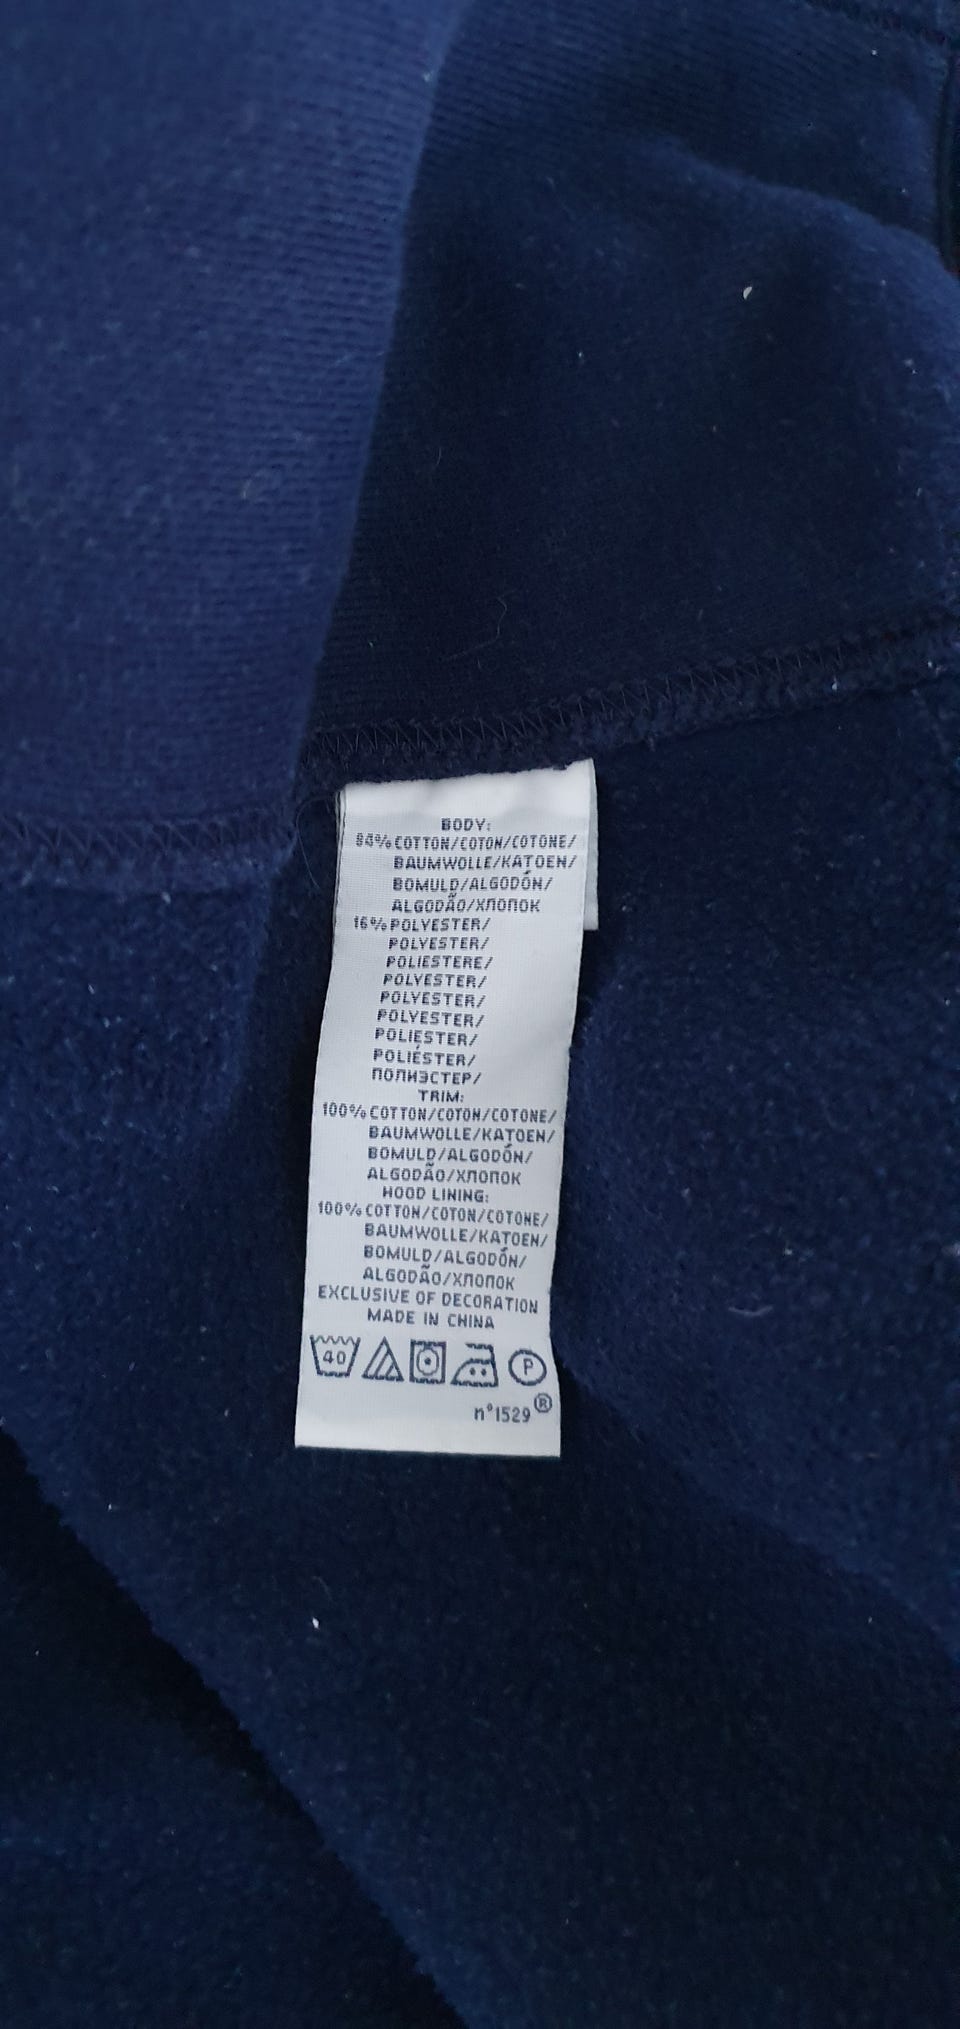 BODY:
84% COTTON/COTON/COTONE/
BAUMWOLLE/KATOEN/
BOMULD/ALGODÓN/
ALGODÃO/ХЛОПОК
16% POLYESTER/
POLYESTER/
POLIESTERE/
POLYESTER/
POLYESTER/
POLYESTER/
POLIESTER/
POLIÉSTER/
ПОЛИЭСТЕР/
TRIM:
100% COTTON/COTON/COTONE/
BAUMWOLLE/KATOEN/
BOMULD/ALGODÓN/
ALGODÃO/ХЛОПОК
HOOD LINING:
100% COTTON/COTON/COTONE/
BAUMWOLLE/KATOEN/
BOMULD/ALGODÓN/
ALGODÃO/ХЛОПОК
EXCLUSIVE OF DECORATION
MADE IN CHINA
40 P
n°1529®